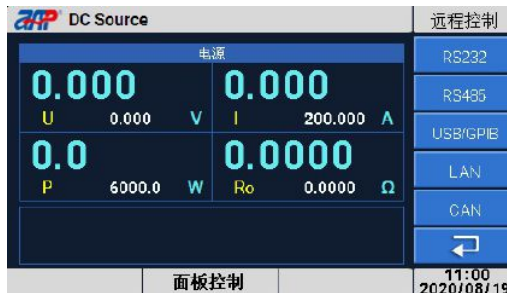 DC Source
远程控制
电源
RS232
0.000
0.000
RS485
U 0.000 V
I 200.000 A
USB/GPIB
0.0
0.0000
LAN
P 6000.0 W
Ro 0.0000 Ω
CAN
面板控制
11:00
2020/08/19